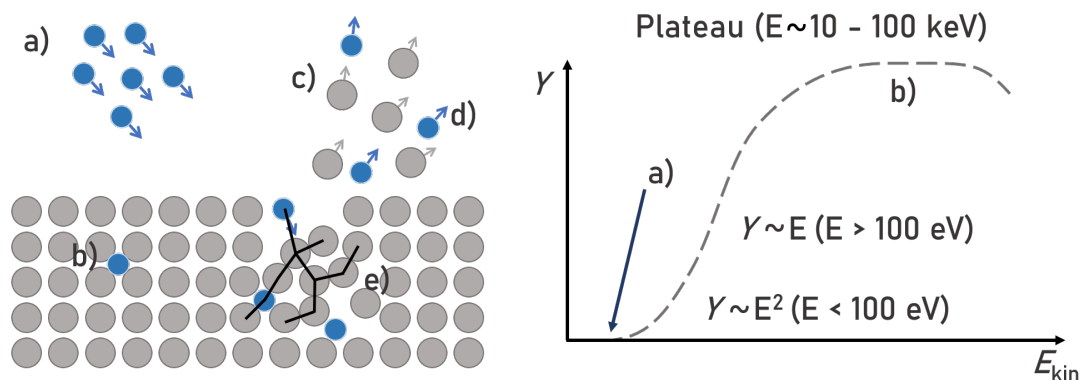 a)
c)
d)
b)
e)
Plateau (E~10 - 100 keV)
Y
b)
a)
Y~E (E > 100 eV)
Y~E² (E < 100 eV)
E_kin